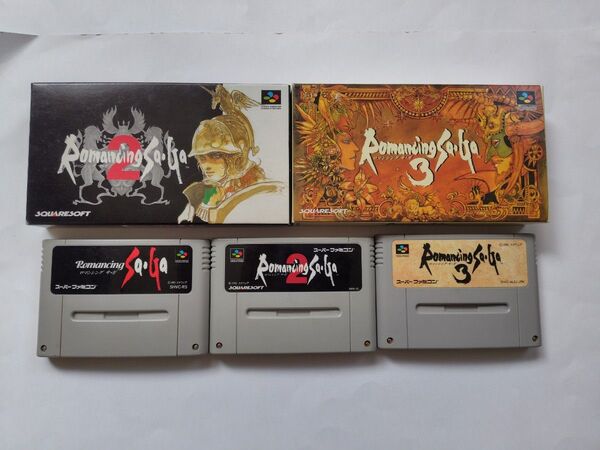 Romancing Sa·Ga
2
SQUARESOFT
Romancing Sa·Ga
3
SQUARESOFT
Romancing Sa·Ga
ロマンシング サ・ガ
スーパーファミコン
SHVC-RS
スーパーファミコン
Romancing Sa·Ga
2
SQUARESOFT
Romancing Sa·Ga
3
スーパーファミコン